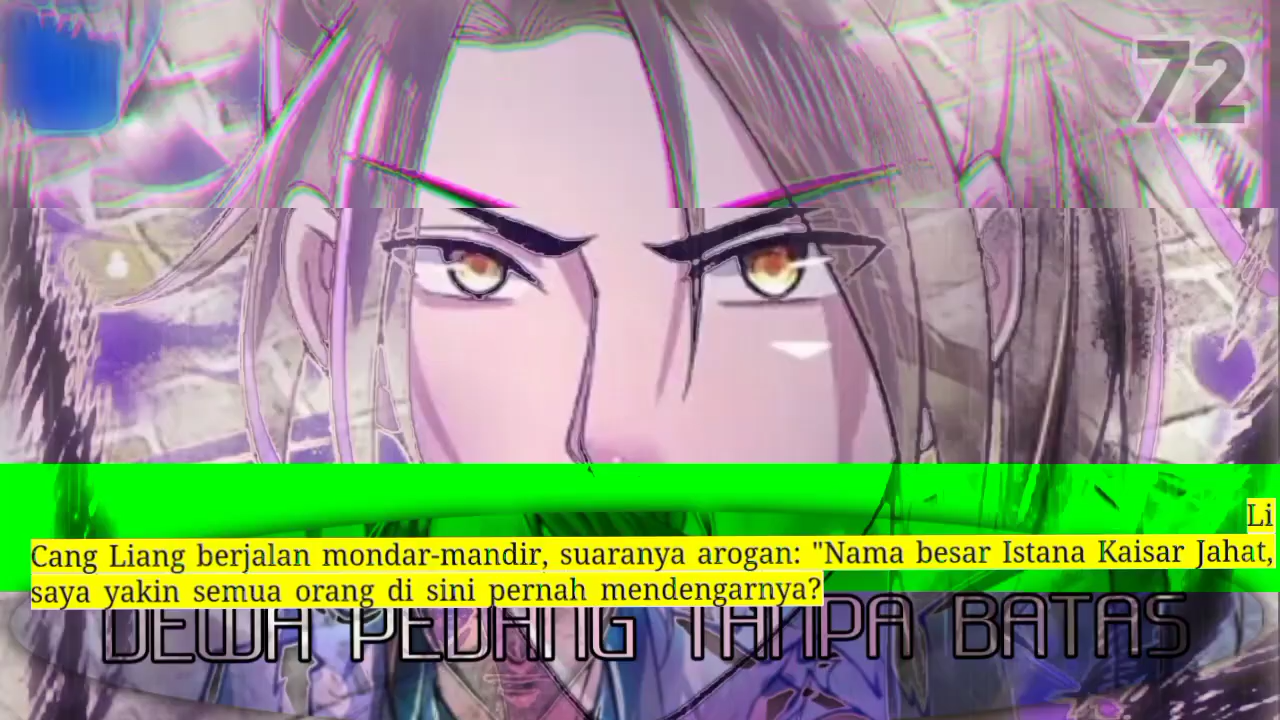 72
Li
Cang Liang berjalan mondar-mandir, suaranya arogan: "Nama besar Istana Kaisar Jahat,
saya yakin semua orang di sini pernah mendengarnya?
DEWA PEDANG TANPA BATAS